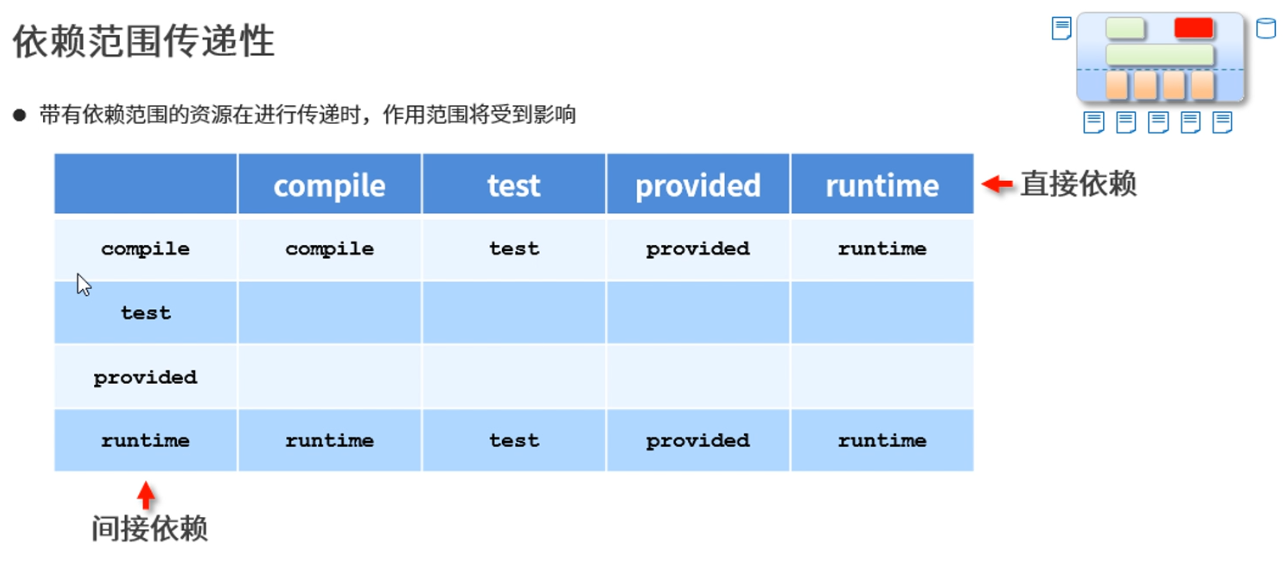 依赖范围传递性
● 带有依赖范围的资源在进行传递时，作用范围将受到影响
compile test provided runtime 直接依赖
compile compile test provided runtime
test
provided
runtime runtime test provided runtime
间接依赖